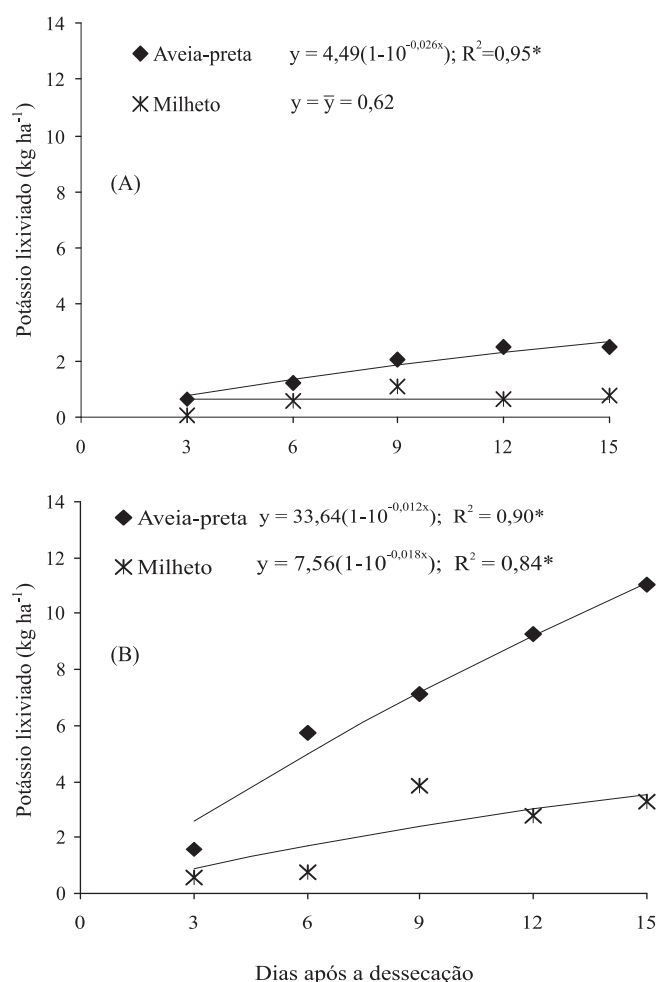 14
12
10
8
6
4
2
0
Potássio lixiviado (kg ha⁻¹)
Aveia-preta y = 4,49(1-10⁻⁰,⁰²⁶ˣ); R²=0,95*
Milheto y = y̅ = 0,62
(A)
0 3 6 9 12 15
14
12
10
8
6
4
2
0
Potássio lixiviado (kg ha⁻¹)
Aveia-preta y = 33,64(1-10⁻⁰,⁰¹²ˣ); R² = 0,90*
Milheto y = 7,56(1-10⁻⁰,⁰¹⁸ˣ); R² = 0,84*
(B)
0 3 6 9 12 15
Dias após a dessecação